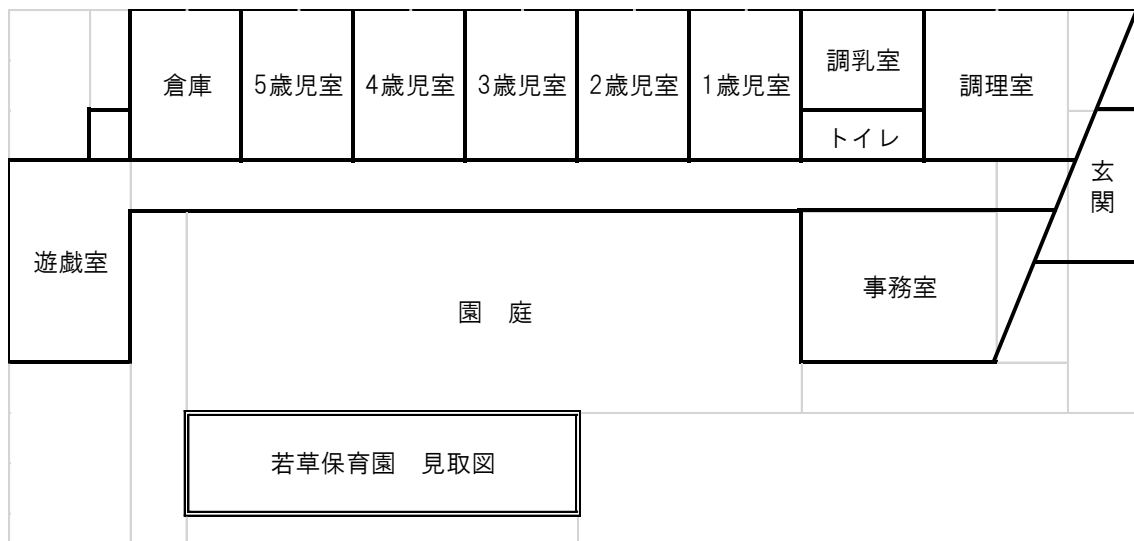 倉庫
5歳児室
4歳児室
3歳児室
2歳児室
1歳児室
調乳室
トイレ
調理室
玄関
遊戯室
園　庭
事務室
若草保育園　見取図